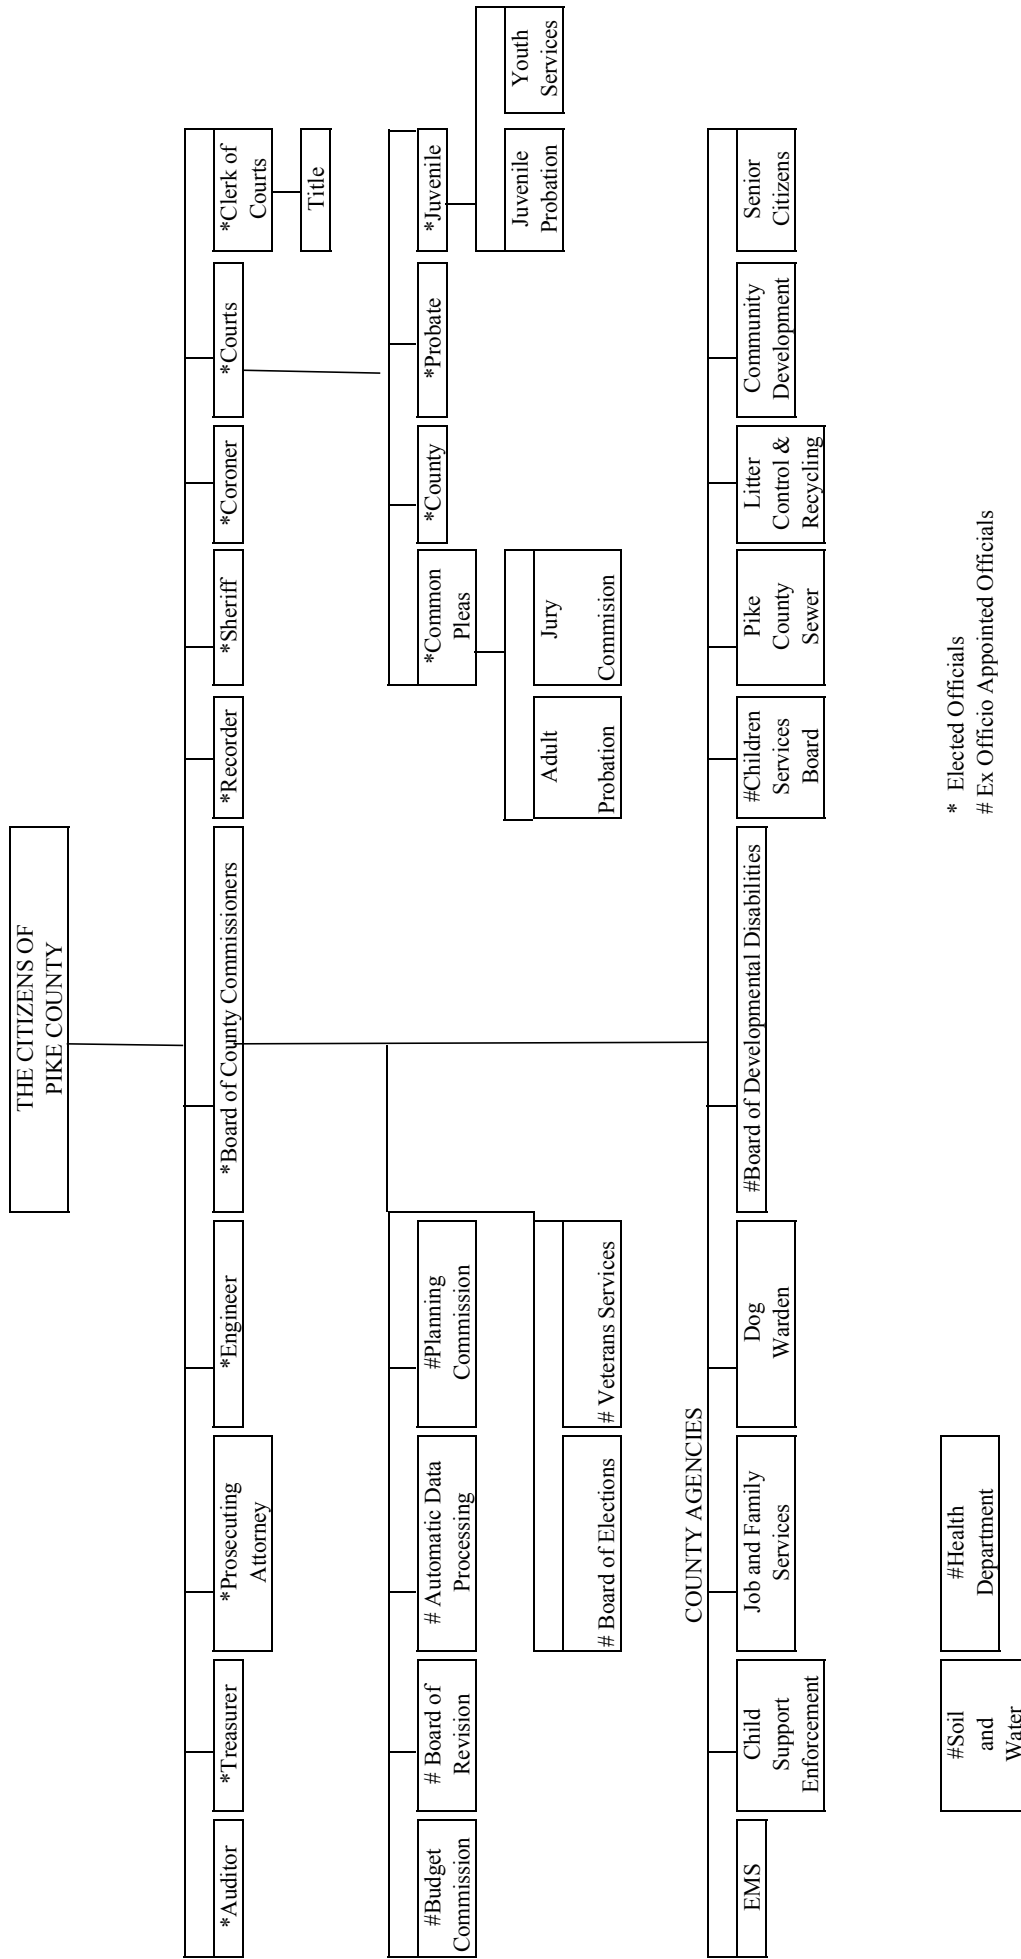 THE CITIZENS OF
PIKE COUNTY
*Auditor
*Treasurer
*Prosecuting
Attorney
*Engineer
*Board of County Commissioners
*Recorder
*Sheriff
*Coroner
*Courts
*Clerk of
Courts
Title
#Budget
Commission
# Board of
Revision
# Automatic Data
Processing
#Planning
Commission
*Common
Pleas
*County
*Probate
*Juvenile
# Board of Elections
# Veterans Services
Adult
Probation
Jury
Commision
Juvenile
Probation
Youth
Services
COUNTY AGENCIES
EMS
Child
Support
Enforcement
Job and Family
Services
Dog
Warden
#Board of Developmental Disabilities
#Children
Services
Board
Pike
County
Sewer
Litter
Control &
Recycling
Community
Development
Senior
Citizens
#Soil
and
Water
#Health
Department
* Elected Officials
# Ex Officio Appointed Officials